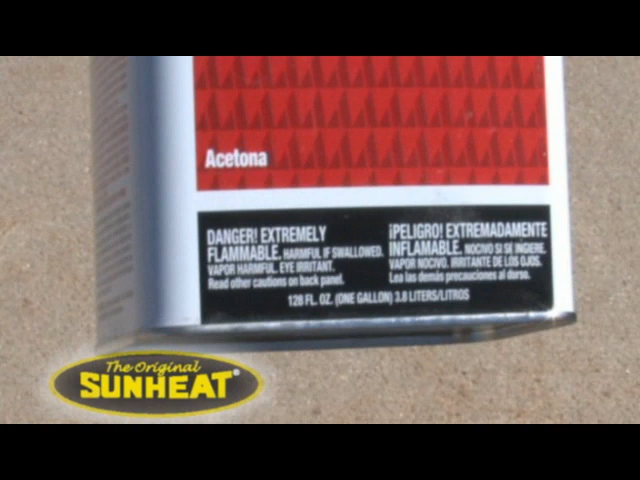 Acetona
DANGER! EXTREMELY
FLAMMABLE. HARMFUL IF SWALLOWED.
VAPOR HARMFUL. EYE IRRITANT.
Read other cautions on back panel.
¡PELIGRO! EXTREMADAMENTE
INFLAMABLE. NOCIVO SI SE INGIERE.
VAPOR NOCIVO. IRRITANTE DE LOS OJOS.
Lea las demás precauciones al dorso.
128 FL. OZ. (ONE GALLON) 3.8 LITERS/LITROS
The Original
SUNHEAT®